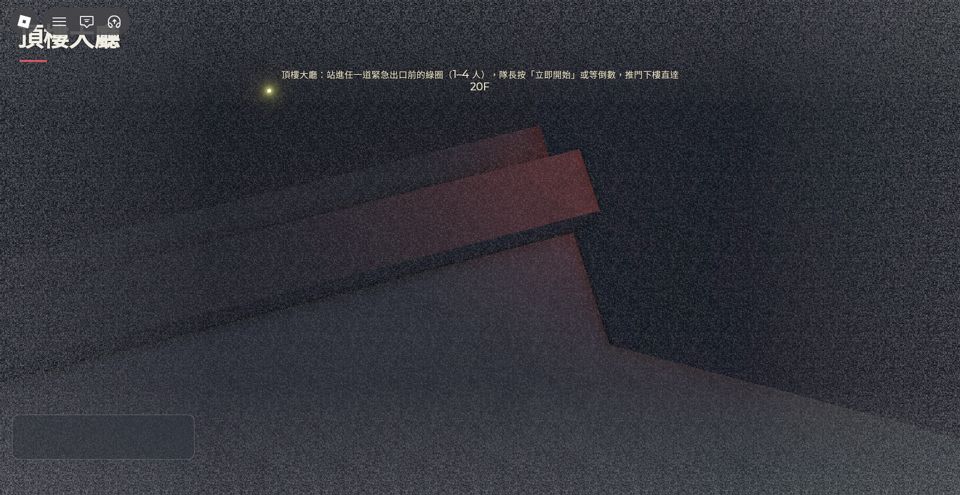 頂樓大廳
頂樓大廳：站進任一道緊急出口前的綠圈（1–4 人），隊長按「立即開始」或等倒數，推門下樓直達
20F